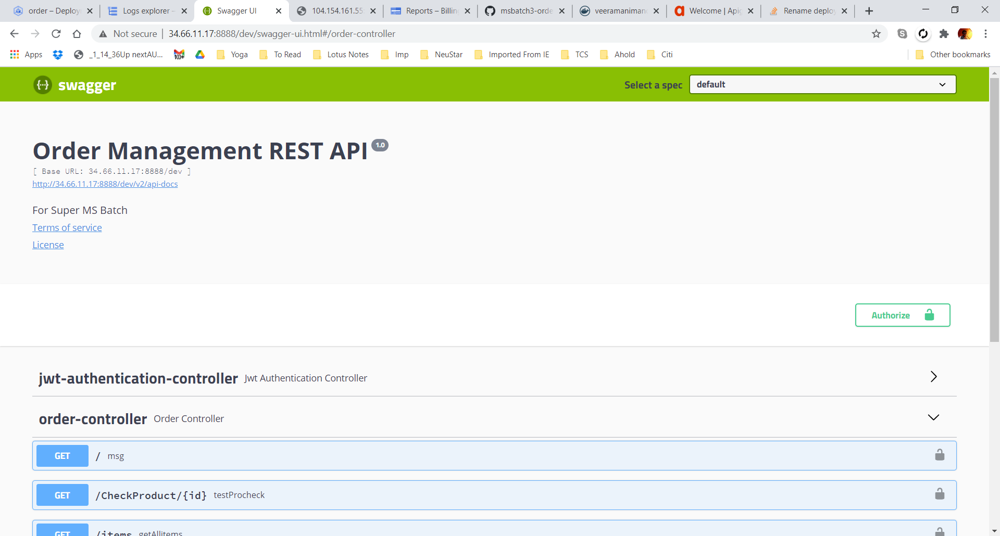 order – Deploy
Logs explorer –
Swagger UI
104.154.161.55
Reports – Billin
msbatch3-orde
veeramaniman
Welcome | Apig
Rename deploy
Not secure
34.66.11.17:8888/dev/swagger-ui.html#/order-controller
Apps
_1_14_36Up nextAU...
100+
Yoga
To Read
Lotus Notes
Imp
NeuStar
Imported From IE
TCS
Ahold
Citi
Other bookmarks
swagger
Select a spec
default
Order Management REST API 1.0
[ Base URL: 34.66.11.17:8888/dev ]
http://34.66.11.17:8888/dev/v2/api-docs
For Super MS Batch
Terms of service
License
Authorize
jwt-authentication-controller Jwt Authentication Controller
order-controller Order Controller
GET / msg
GET /CheckProduct/{id} testProcheck
GET /items getAllitems